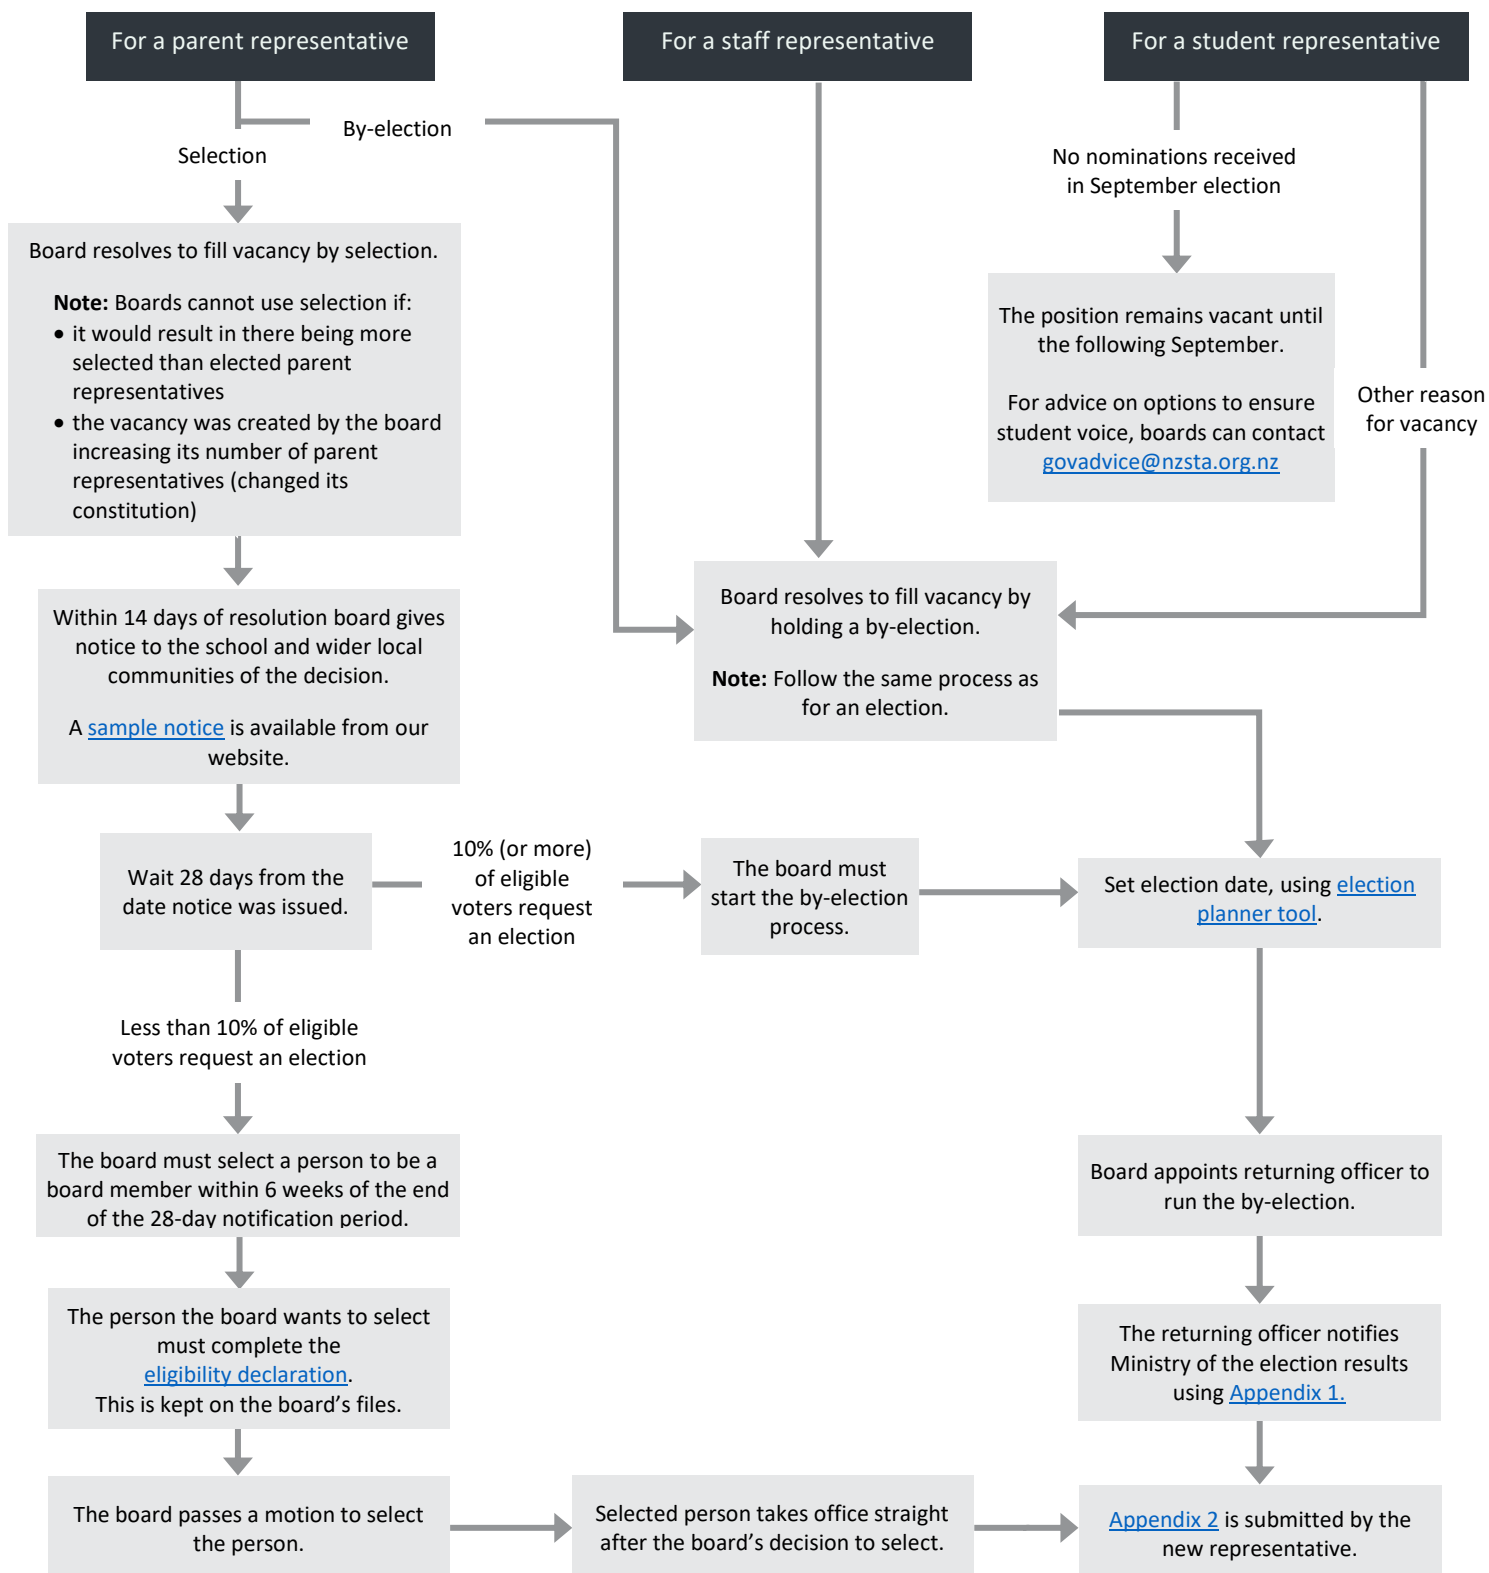 For a parent representative
For a staff representative
For a student representative
By-election
Selection
No nominations received
in September election
Board resolves to fill vacancy by selection.
Note: Boards cannot use selection if:
• it would result in there being more
selected than elected parent
representatives
• the vacancy was created by the board
increasing its number of parent
representatives (changed its
constitution)
The position remains vacant until
the following September.
For advice on options to ensure
student voice, boards can contact
govadvice@nzsta.org.nz
Other reason
for vacancy
Within 14 days of resolution board gives
notice to the school and wider local
communities of the decision.
A sample notice is available from our
website.
Board resolves to fill vacancy by
holding a by-election.
Note: Follow the same process as
for an election.
Wait 28 days from the
date notice was issued.
10% (or more)
of eligible
voters request
an election
The board must
start the by-election
process.
Set election date, using election
planner tool.
Less than 10% of eligible
voters request an election
The board must select a person to be a
board member within 6 weeks of the end
of the 28-day notification period.
Board appoints returning officer to
run the by-election.
The person the board wants to select
must complete the
eligibility declaration.
This is kept on the board’s files.
The returning officer notifies
Ministry of the election results
using Appendix 1.
The board passes a motion to select
the person.
Selected person takes office straight
after the board’s decision to select.
Appendix 2 is submitted by the
new representative.